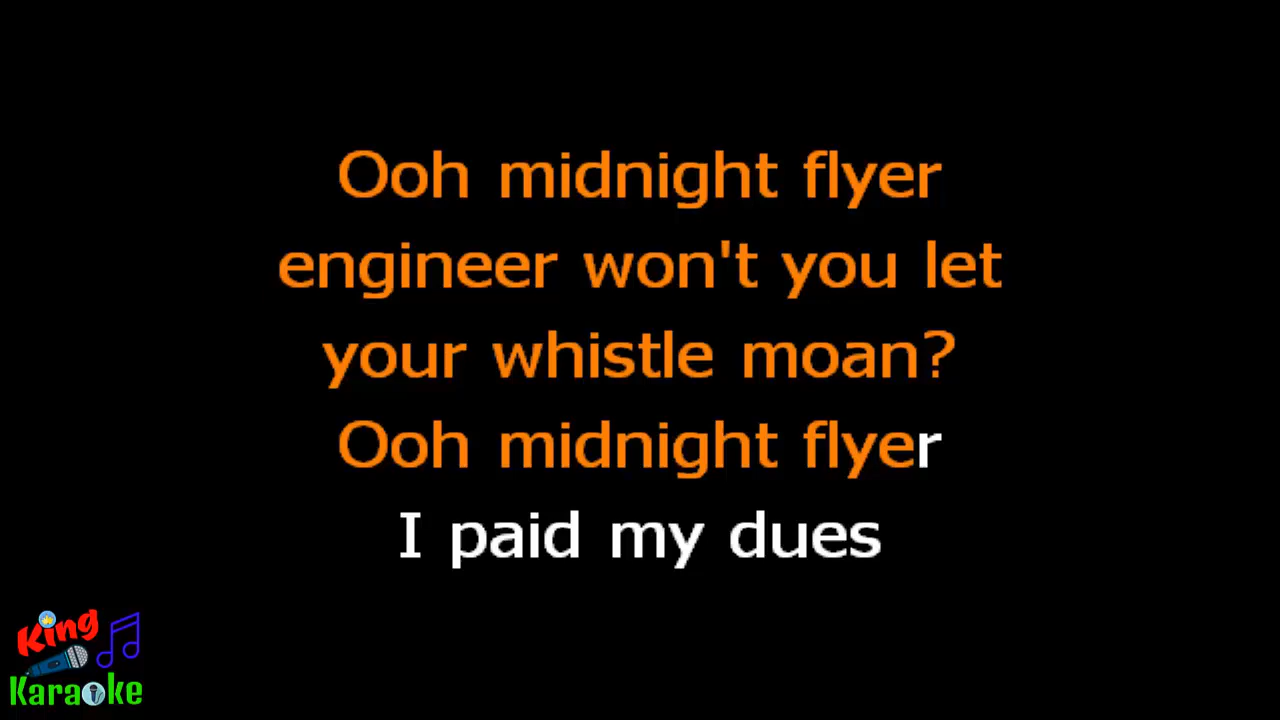 Ooh midnight flyer
engineer won't you let
your whistle moan?
Ooh midnight flyer
I paid my dues
King
Karaoke